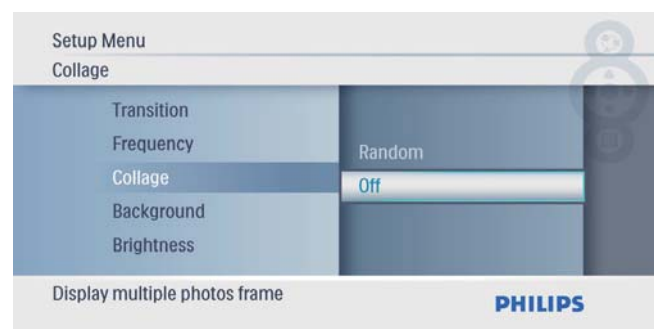 Setup Menu
Collage
Transition
Frequency
Collage
Background
Brightness
Random
Off
Display multiple photos frame
PHILIPS